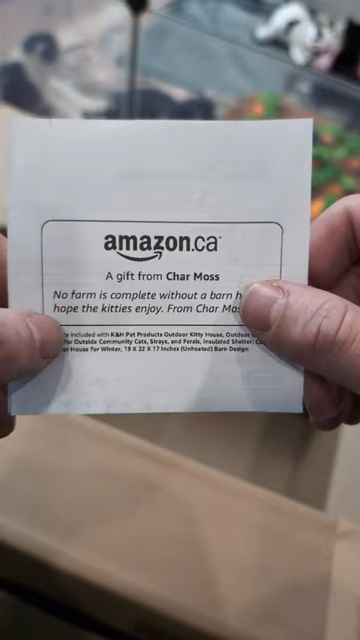 amazon.ca
A gift from Char Moss
No farm is complete without a barn h
hope the kitties enjoy. From Char Mos
included with K&H Pet Products Outdoor Kitty House, Outdoor
for Outside Community Cats, Strays, and Ferals, Insulated Shelter,
House for Winter, 19 X 22 X 17 Inches (Unheated) Barn Design